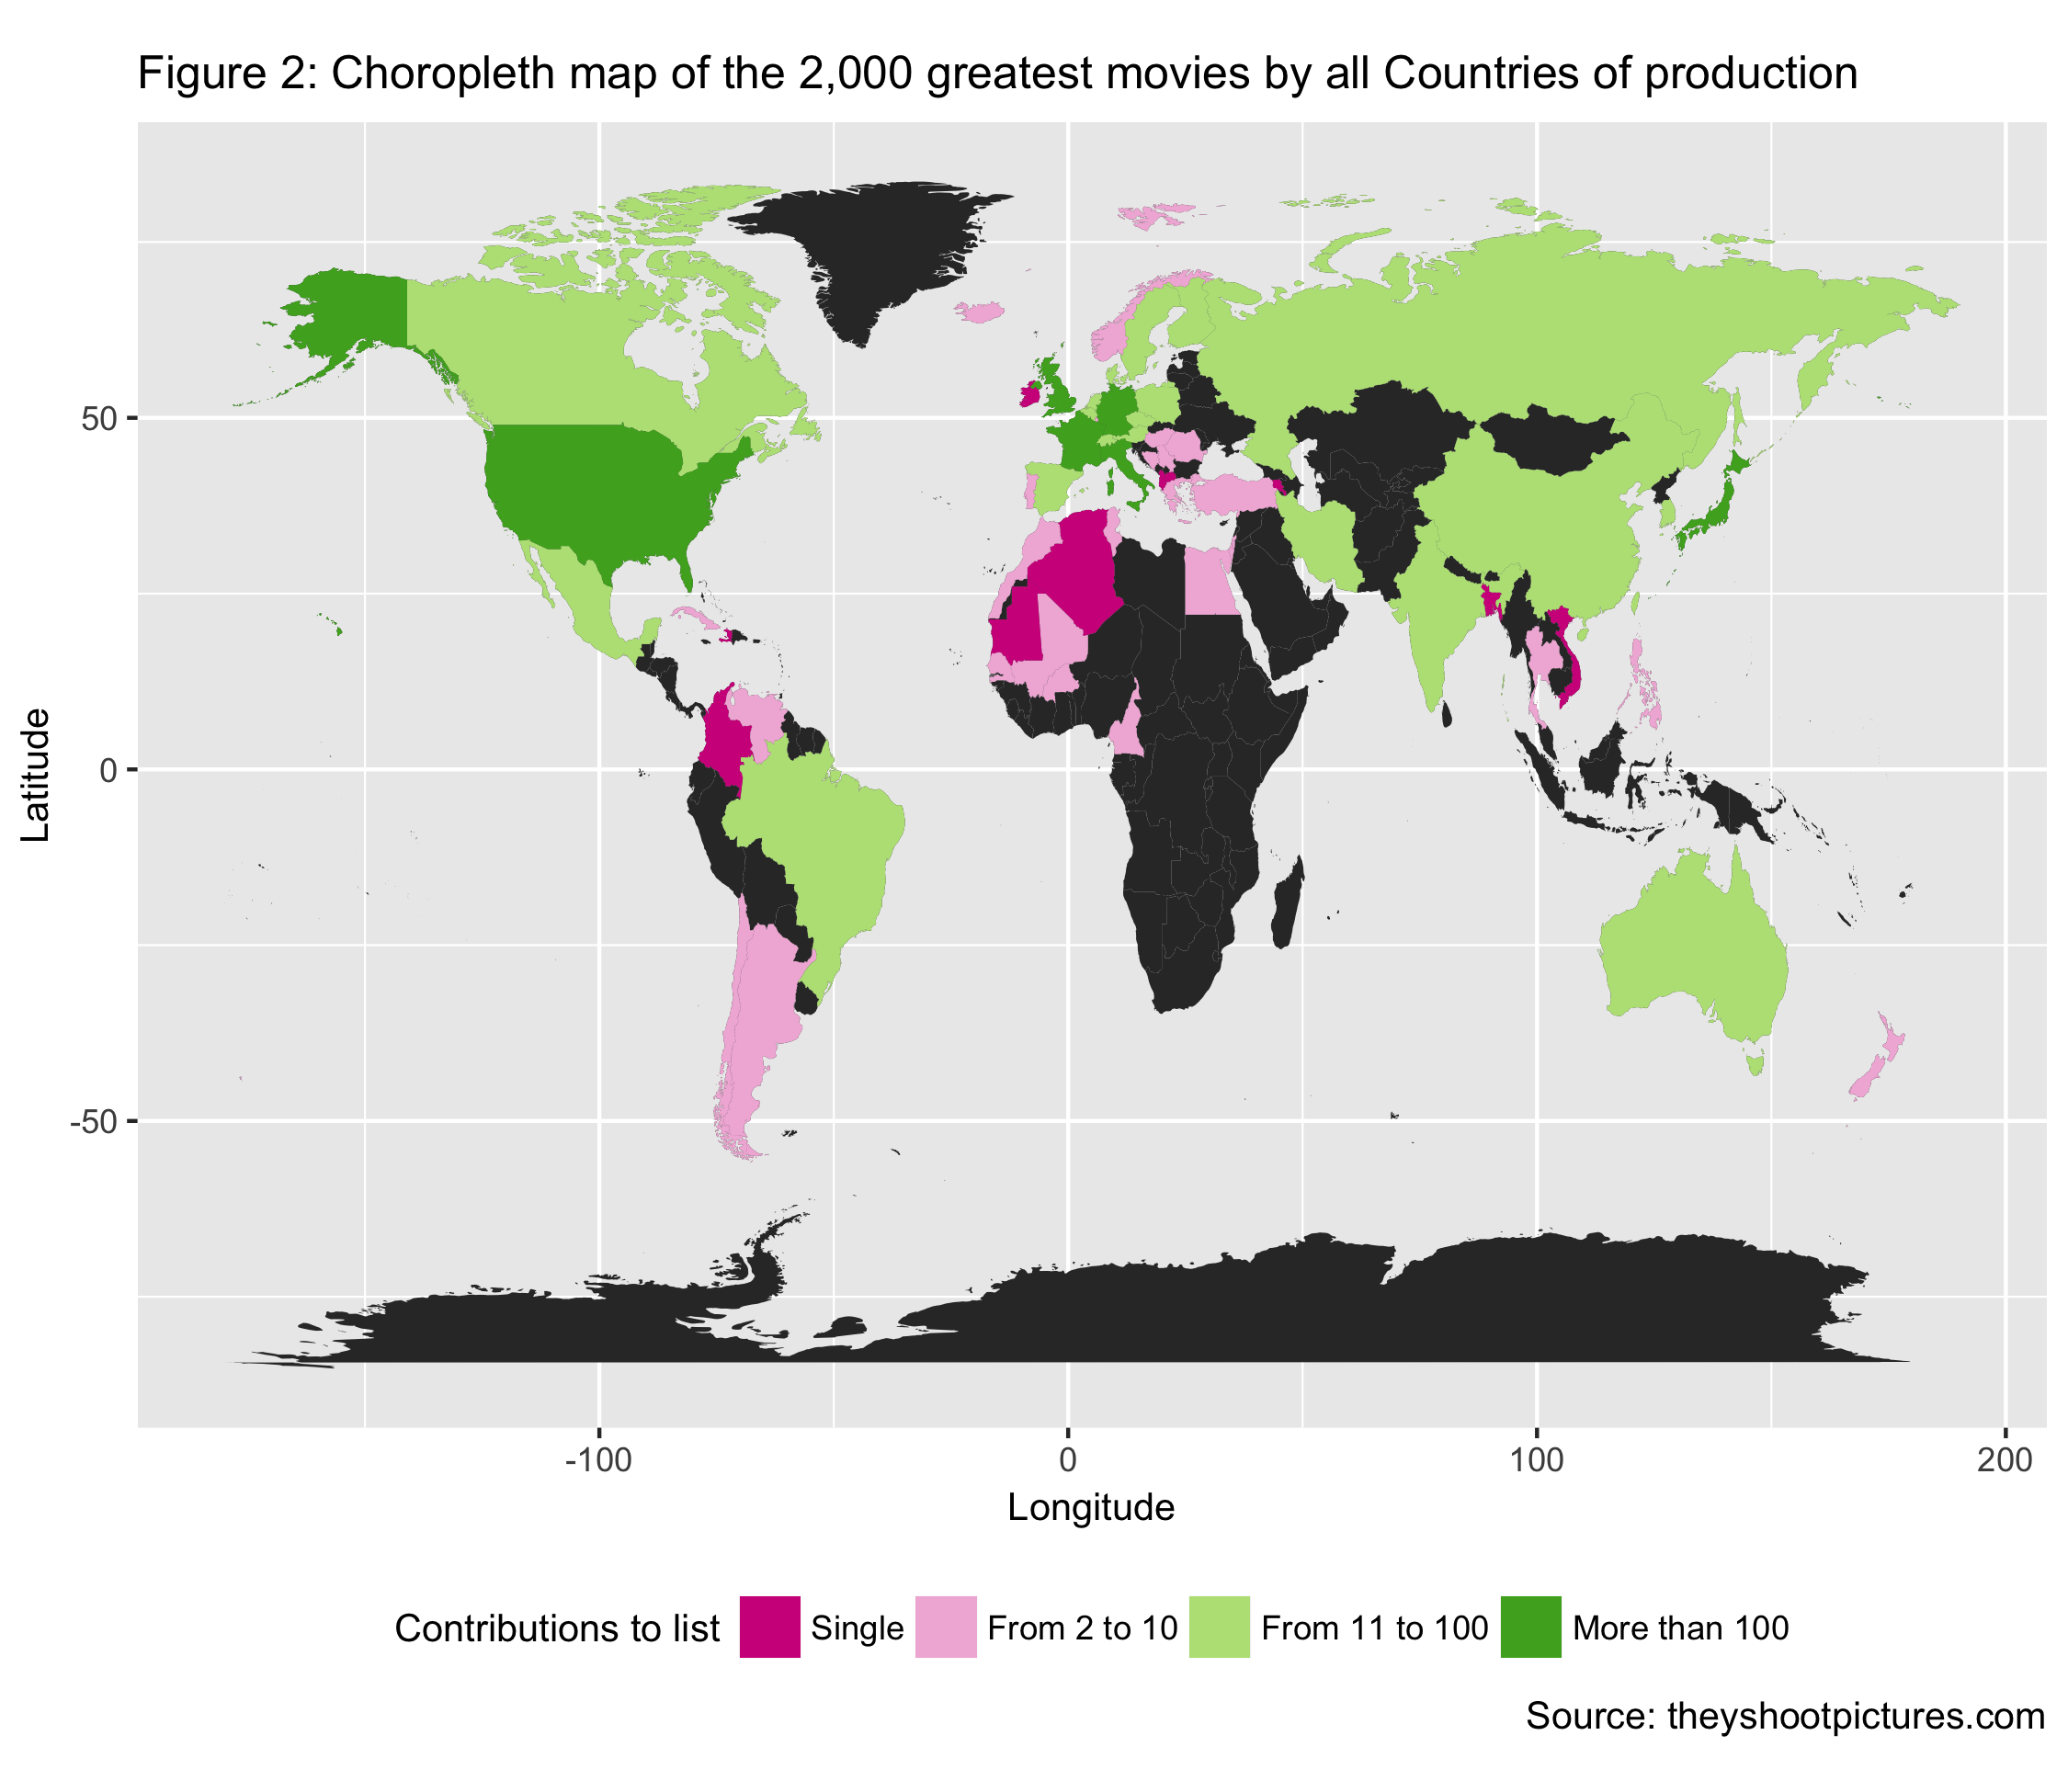 Figure 2: Choropleth map of the 2,000 greatest movies by all Countries of production
Latitude
50
0
-50
-100 0 100 200
Longitude
Contributions to list Single From 2 to 10 From 11 to 100 More than 100
Source: theyshootpictures.com